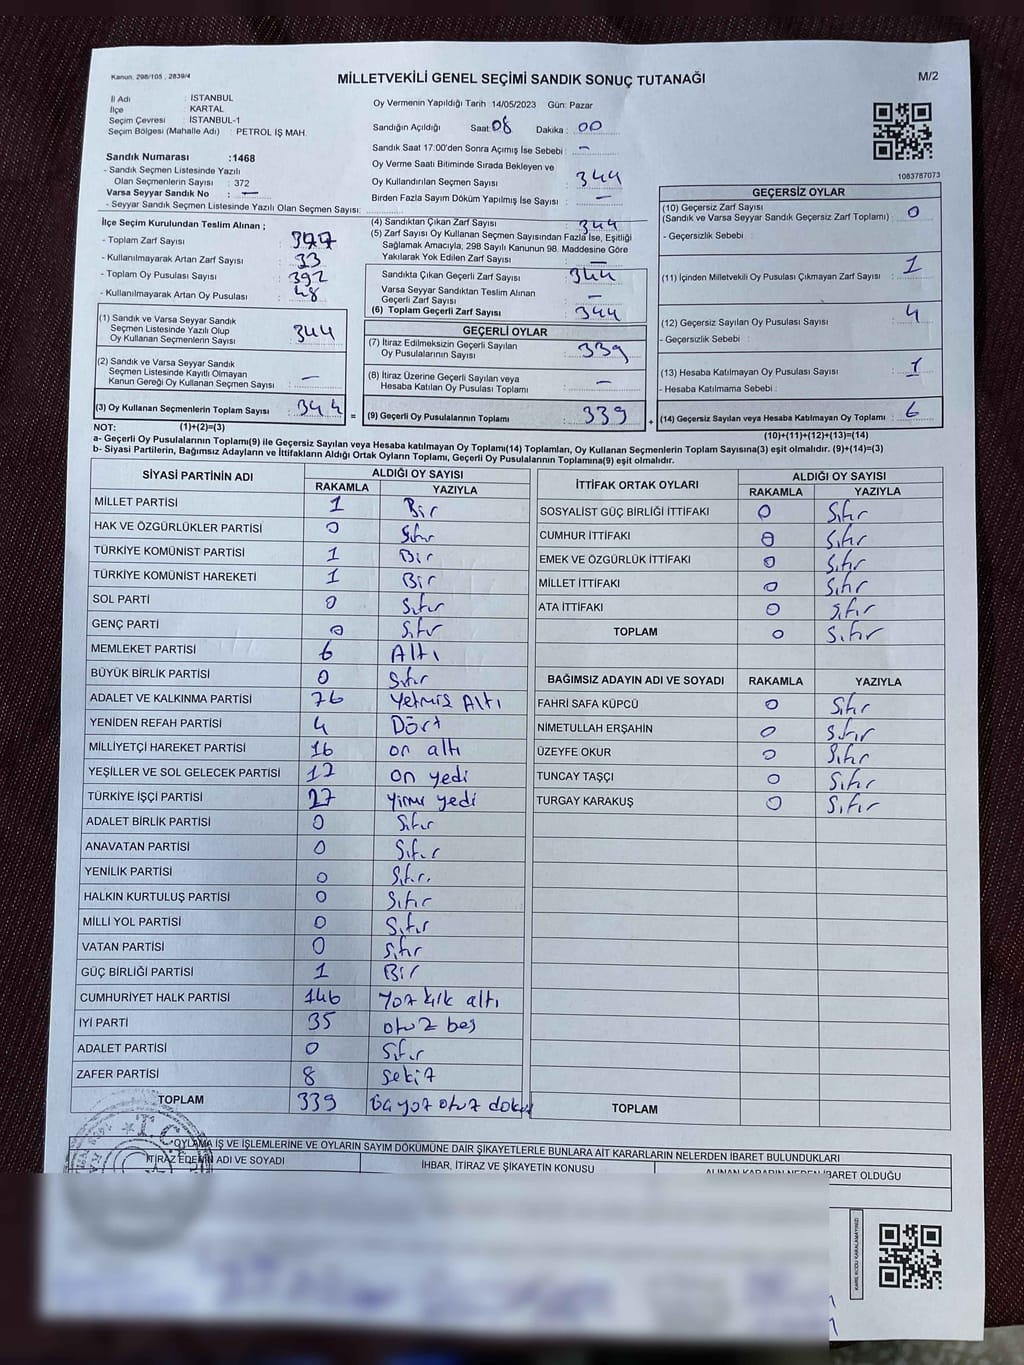 Kanun. 298/105 , 2839/4
MİLLETVEKİLİ GENEL SEÇİMİ SANDIK SONUÇ TUTANAĞI
M/2
İl Adı : İSTANBUL
İlçe KARTAL
Seçim Çevresi : İSTANBUL-1
Seçim Bölgesi (Mahalle Adı) : PETROL İŞ MAH.
Sandık Numarası :1468
- Sandık Seçmen Listesinde Yazılı
Olan Seçmenlerin Sayısı : 372
Varsa Seyyar Sandık No : —
- Seyyar Sandık Seçmen Listesinde Yazılı Olan Seçmen Sayısı:
Oy Vermenin Yapıldığı Tarih 14/05/2023 Gün: Pazar
Sandığın Açıldığı Saat: 08 Dakika : 00
Sandık Saat 17:00'den Sonra Açımış İse Sebebi : —
Oy Verme Saati Bitiminde Sırada Bekleyen ve
Oy Kullandırılan Seçmen Sayısı : 344
Birden Fazla Sayım Döküm Yapılmış İse Sayısı : —
1083787073
İlçe Seçim Kurulundan Teslim Alınan ;
- Toplam Zarf Sayısı : 377
- Kullanılmayarak Artan Zarf Sayısı : 33
- Toplam Oy Pusulası Sayısı : 392
- Kullanılmayarak Artan Oy Pusulası : 48
(1) Sandık ve Varsa Seyyar Sandık
Seçmen Listesinde Yazılı Olup
Oy Kullanan Seçmenlerin Sayısı : 344
(2) Sandık ve Varsa Seyyar Sandık
Seçmen Listesinde Kayıtlı Olmayan
Kanun Gereği Oy Kullanan Seçmen Sayısı : —
(3) Oy Kullanan Seçmenlerin Toplam Sayısı : 344 =
(4) Sandıktan Çıkan Zarf Sayısı : 344
(5) Zarf Sayısı Oy Kullanan Seçmen Sayısından Fazla İse, Eşitliği
Sağlamak Amacıyla, 298 Sayılı Kanunun 98. Maddesine Göre
Yakılarak Yok Edilen Zarf Sayısı : —
Sandıkta Çıkan Geçerli Zarf Sayısı : 344
Varsa Seyyar Sandıktan Teslim Alınan
Geçerli Zarf Sayısı : —
(6) Toplam Geçerli Zarf Sayısı : 344
GEÇERLİ OYLAR
(7) İtiraz Edilmeksizin Geçerli Sayılan
Oy Pusulalarının Sayısı : 339
(8) İtiraz Üzerine Geçerli Sayılan veya
Hesaba Katılan Oy Pusulası Toplamı : —
(9) Geçerli Oy Pusulalarının Toplamı : 339 +
GEÇERSİZ OYLAR
(10) Geçersiz Zarf Sayısı
(Sandık ve Varsa Seyyar Sandık Geçersiz Zarf Toplamı) : 0
- Geçersizlik Sebebi :
(11) İçinden Milletvekili Oy Pusulası Çıkmayan Zarf Sayısı : 1
(12) Geçersiz Sayılan Oy Pusulası Sayısı : 4
- Geçersizlik Sebebi :
(13) Hesaba Katılmayan Oy Pusulası Sayısı : 1
- Hesaba Katılmama Sebebi :
(14) Geçersiz Sayılan veya Hesaba Katılmayan Oy Toplamı : 6
NOT: (1)+(2)=(3) (10)+(11)+(12)+(13)=(14)
a- Geçerli Oy Pusulalarının Toplamı(9) ile Geçersiz Sayılan veya Hesaba katılmayan Oy Toplamı(14) Toplamları, Oy Kullanan Seçmenlerin Toplam Sayısına(3) eşit olmalıdır. (9)+(14)=(3)
b- Siyasi Partilerin, Bağımsız Adayların ve İttifakların Aldığı Ortak Oyların Toplamı, Geçerli Oy Pusulalarının Toplamına(9) eşit olmalıdır.
SİYASİ PARTİNİN ADI ALDIĞI OY SAYISI
RAKAMLA YAZIYLA
MİLLET PARTİSİ 1 Bir
HAK VE ÖZGÜRLÜKLER PARTİSİ 0 Sıfır
TÜRKİYE KOMÜNİST PARTİSİ 1 Bir
TÜRKİYE KOMÜNİST HAREKETİ 1 Bir
SOL PARTİ 0 Sıfır
GENÇ PARTİ 0 Sıfır
MEMLEKET PARTİSİ 6 Altı
BÜYÜK BİRLİK PARTİSİ 0 Sıfır
ADALET VE KALKINMA PARTİSİ 76 Yetmiş Altı
YENİDEN REFAH PARTİSİ 4 Dört
MİLLİYETÇİ HAREKET PARTİSİ 16 on altı
YEŞİLLER VE SOL GELECEK PARTİSİ 17 on yedi
TÜRKİYE İŞÇİ PARTİSİ 27 yirmi yedi
ADALET BİRLİK PARTİSİ 0 Sıfır
ANAVATAN PARTİSİ 0 Sıfır
YENİLİK PARTİSİ 0 Sıfır.
HALKIN KURTULUŞ PARTİSİ 0 Sıfır
MİLLİ YOL PARTİSİ 0 Sıfır
VATAN PARTİSİ 0 Sıfır
GÜÇ BİRLİĞİ PARTİSİ 1 Bir
CUMHURİYET HALK PARTİSİ 146 Yüz kırk altı
İYİ PARTİ 35 otuz beş
ADALET PARTİSİ 0 Sıfır
ZAFER PARTİSİ 8 Sekiz
TOPLAM 339 üç yüz otuz dokuz
İTTİFAK ORTAK OYLARI ALDIĞI OY SAYISI
RAKAMLA YAZIYLA
SOSYALİST GÜÇ BİRLİĞİ İTTİFAKI 0 Sıfır
CUMHUR İTTİFAKI 0 Sıfır
EMEK VE ÖZGÜRLÜK İTTİFAKI 0 Sıfır
MİLLET İTTİFAKI 0 Sıfır
ATA İTTİFAKI 0 Sıfır
TOPLAM 0 Sıfır
BAĞIMSIZ ADAYIN ADI VE SOYADI RAKAMLA YAZIYLA
FAHRİ SAFA KÜPCÜ 0 Sıfır
NİMETULLAH ERŞAHİN 0 Sıfır
ÜZEYFE OKUR 0 Sıfır
TUNCAY TAŞÇI 0 Sıfır
TURGAY KARAKUŞ 0 Sıfır
TOPLAM
T.C.
OYLAMA İŞ VE İŞLEMLERİNE VE OYLARIN SAYIM DÖKÜMÜNE DAİR ŞİKAYETLERLE BUNLARA AİT KARARLARIN NELERDEN İBARET BULUNDUKLARI
İTİRAZ EDENİN ADI VE SOYADI İHBAR, İTİRAZ VE ŞİKAYETİN KONUSU ALINAN KARARIN NEDEN İBARET OLDUĞU
KARE KODU KARALAMAYINIZ!